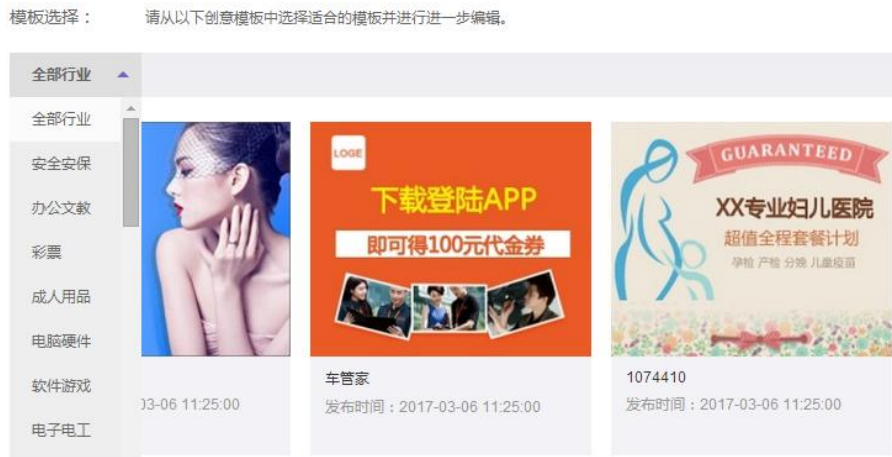 模板选择： 请从以下创意模板中选择适合的模板并进行进一步编辑。
全部行业
全部行业
安全安保
办公文教
彩票
成人用品
电脑硬件
软件游戏
电子电工
03-06 11:25:00
LOGE
下载登陆APP
即可得100元代金券
车管家
发布时间：2017-03-06 11:25:00
GUARANTEED
XX专业妇儿医院
超值全程套餐计划
孕检 产检 分娩 儿童疫苗
1074410
发布时间：2017-03-06 11:25:00